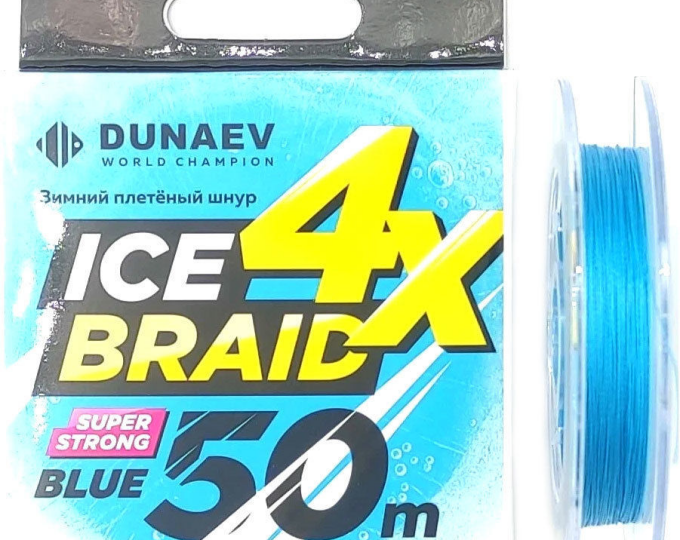 DUNAEV
WORLD CHAMPION
Зимний плетёный шнур
ICE 4X
BRAID
SUPER
STRONG
BLUE 50m